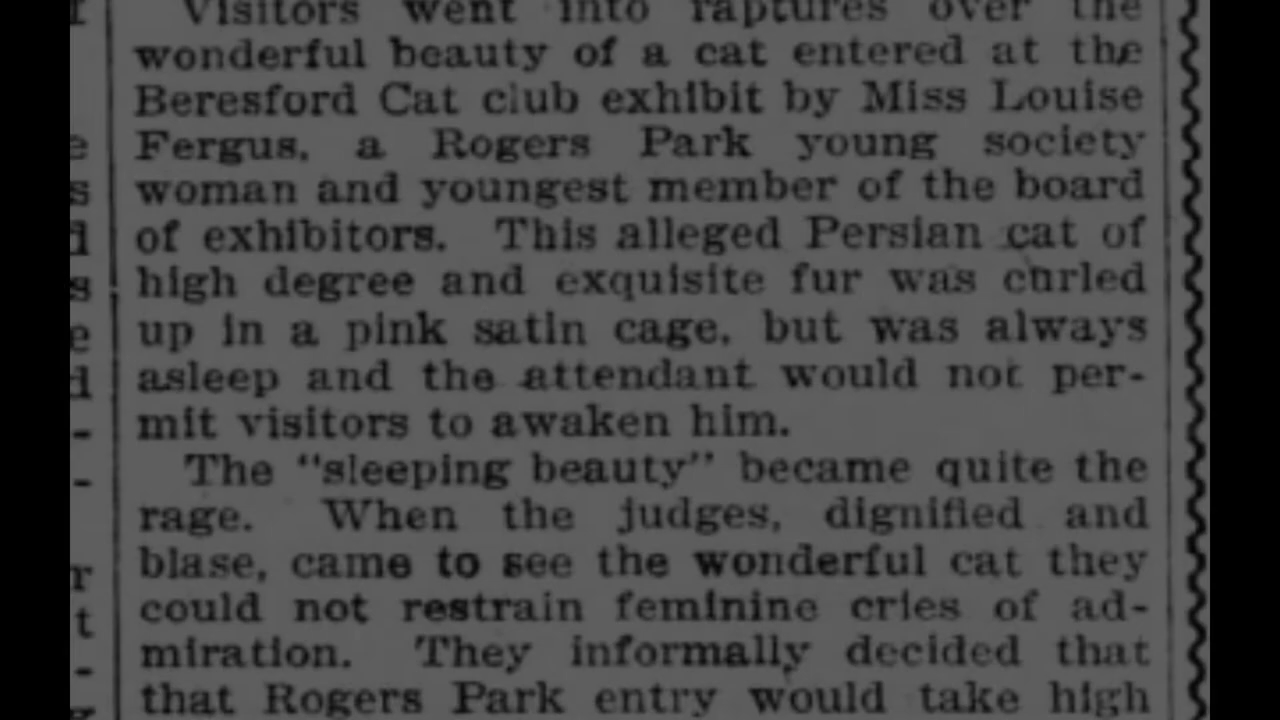 Visitors went into raptures over the
wonderful beauty of a cat entered at the
Beresford Cat club exhibit by Miss Louise
Fergus, a Rogers Park young society
woman and youngest member of the board
of exhibitors. This alleged Persian cat of
high degree and exquisite fur was curled
up in a pink satin cage, but was always
asleep and the attendant would not per-
mit visitors to awaken him.
The "sleeping beauty" became quite the
rage. When the judges, dignified and
blase, came to see the wonderful cat they
could not restrain feminine cries of ad-
miration. They informally decided that
that Rogers Park entry would take high